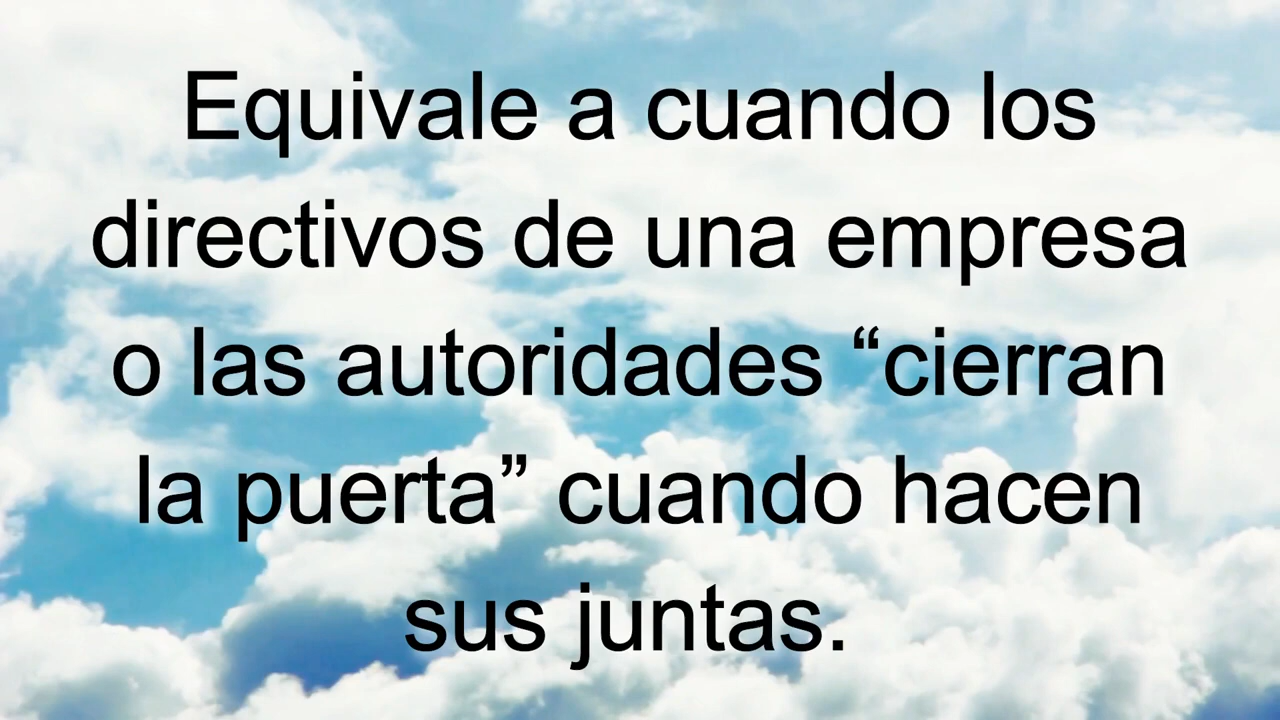 Equivale a cuando los
directivos de una empresa
o las autoridades “cierran
la puerta” cuando hacen
sus juntas.